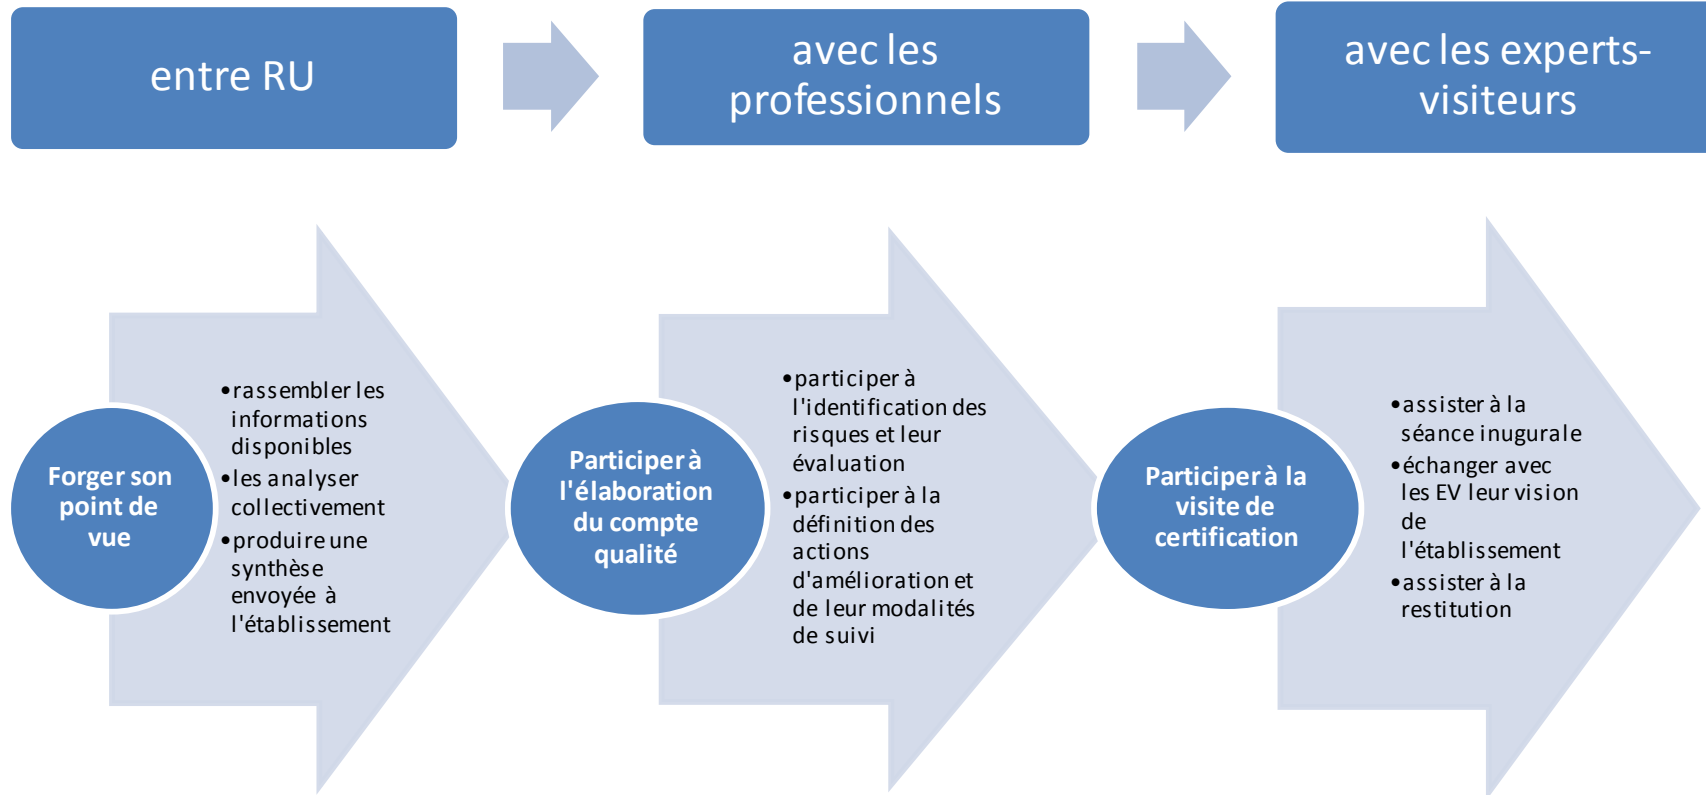 entre RU
avec les
professionnels
avec les experts-
visiteurs
Forger son
point de
vue
•rassembler les
informations
disponibles
•les analyser
collectivement
•produire une
synthèse
envoyée à
l'établissement
Participer à
l'élaboration
du compte
qualité
•participer à
l'identification des
risques et leur
évaluation
•participer à la
définition des
actions
d'amélioration et
de leur modalités
de suivi
Participer à la
visite de
certification
•assister à la
séance inugurale
•échanger avec
les EV leur vision
de
l'établissement
•assister à la
restitution